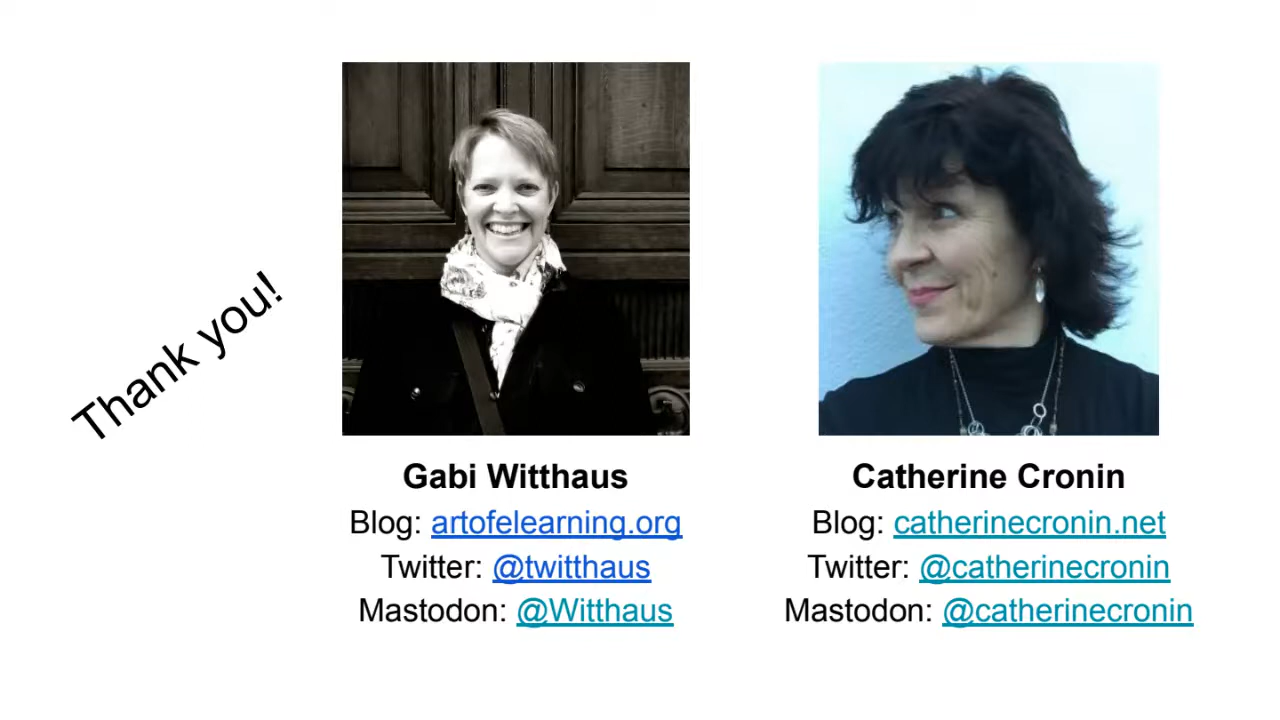 Thank you!
Gabi Witthaus
Blog: artofelearning.org
Twitter: @twitthaus
Mastodon: @Witthaus
Catherine Cronin
Blog: catherinecronin.net
Twitter: @catherinecronin
Mastodon: @catherinecronin